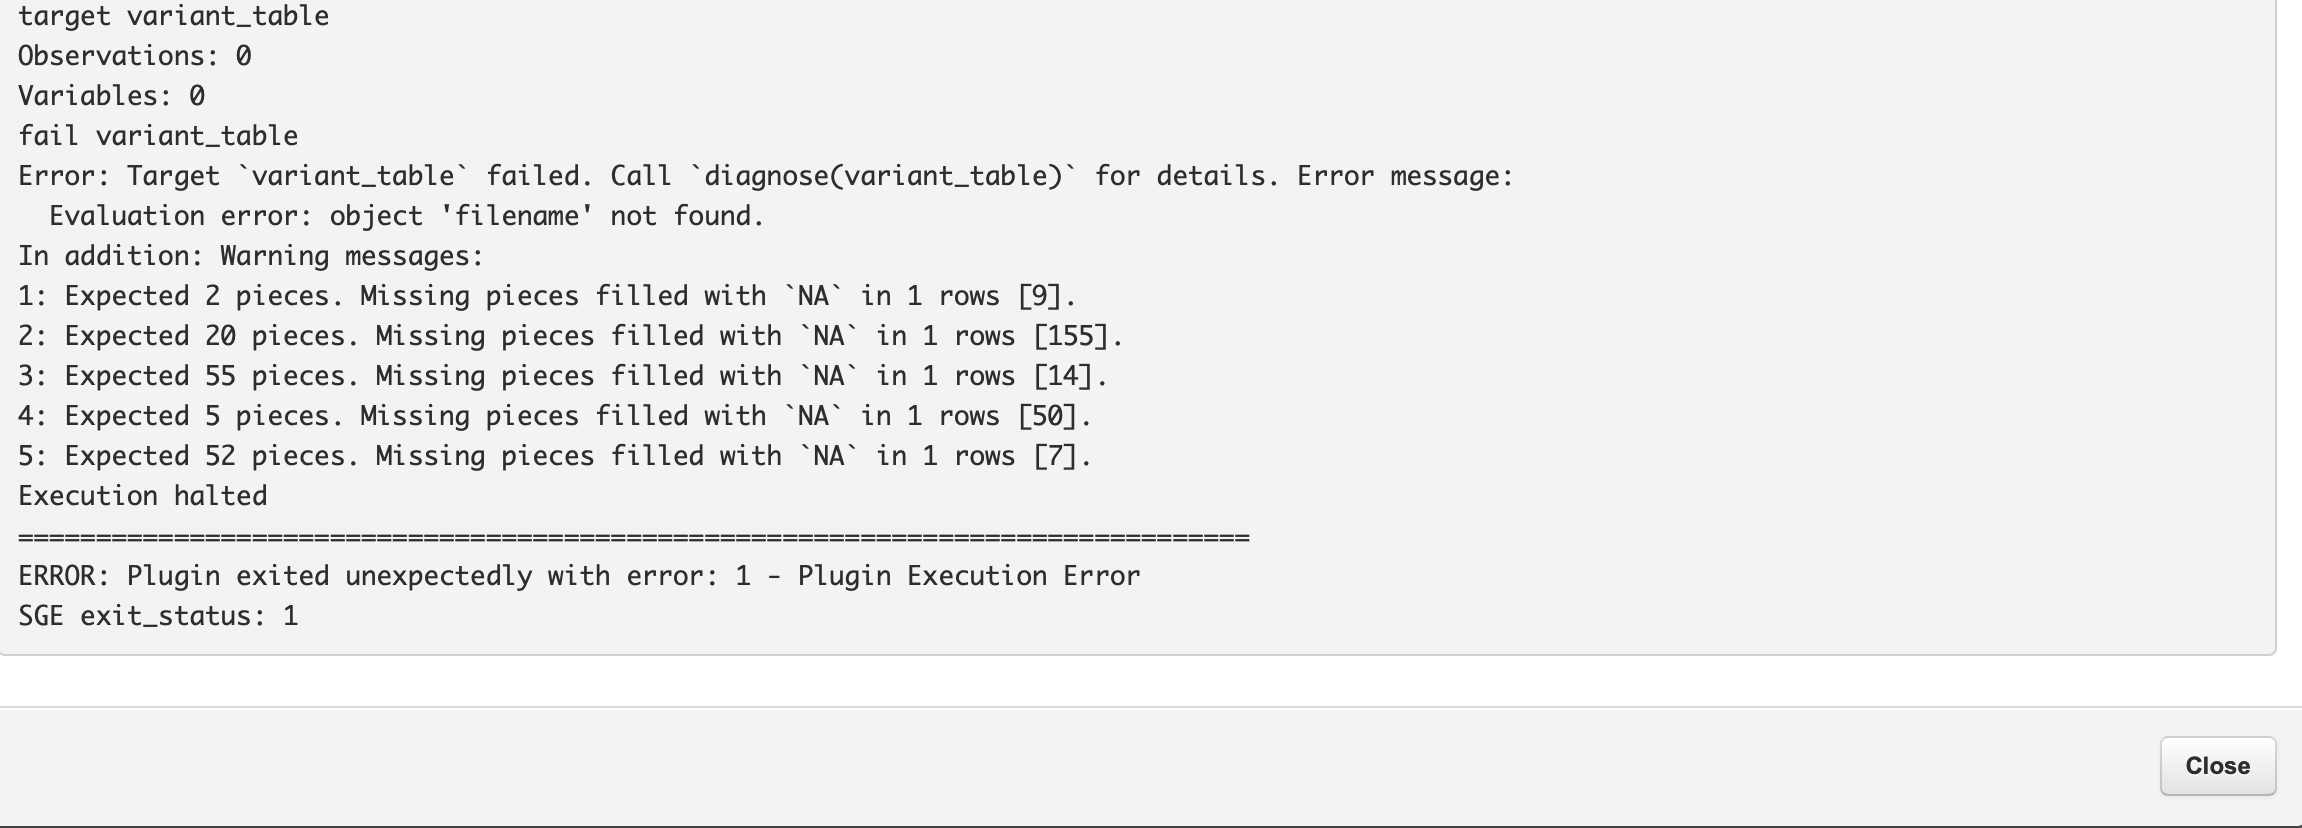 target variant_table
Observations: 0
Variables: 0
fail variant_table
Error: Target `variant_table` failed. Call `diagnose(variant_table)` for details. Error message:
  Evaluation error: object 'filename' not found.
In addition: Warning messages:
1: Expected 2 pieces. Missing pieces filled with `NA` in 1 rows [9].
2: Expected 20 pieces. Missing pieces filled with `NA` in 1 rows [155].
3: Expected 55 pieces. Missing pieces filled with `NA` in 1 rows [14].
4: Expected 5 pieces. Missing pieces filled with `NA` in 1 rows [50].
5: Expected 52 pieces. Missing pieces filled with `NA` in 1 rows [7].
Execution halted
===============================================================================
ERROR: Plugin exited unexpectedly with error: 1 - Plugin Execution Error
SGE exit_status: 1
Close